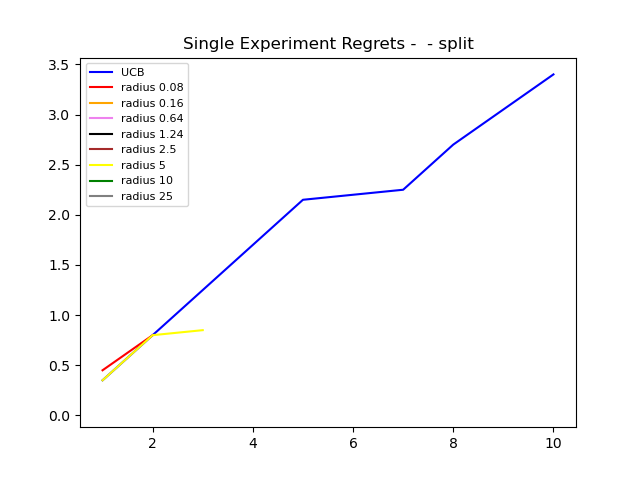 Single Experiment Regrets -  - split
3.5
3.0
2.5
2.0
1.5
1.0
0.5
0.0
UCB
radius 0.08
radius 0.16
radius 0.64
radius 1.24
radius 2.5
radius 5
radius 10
radius 25
2 4 6 8 10